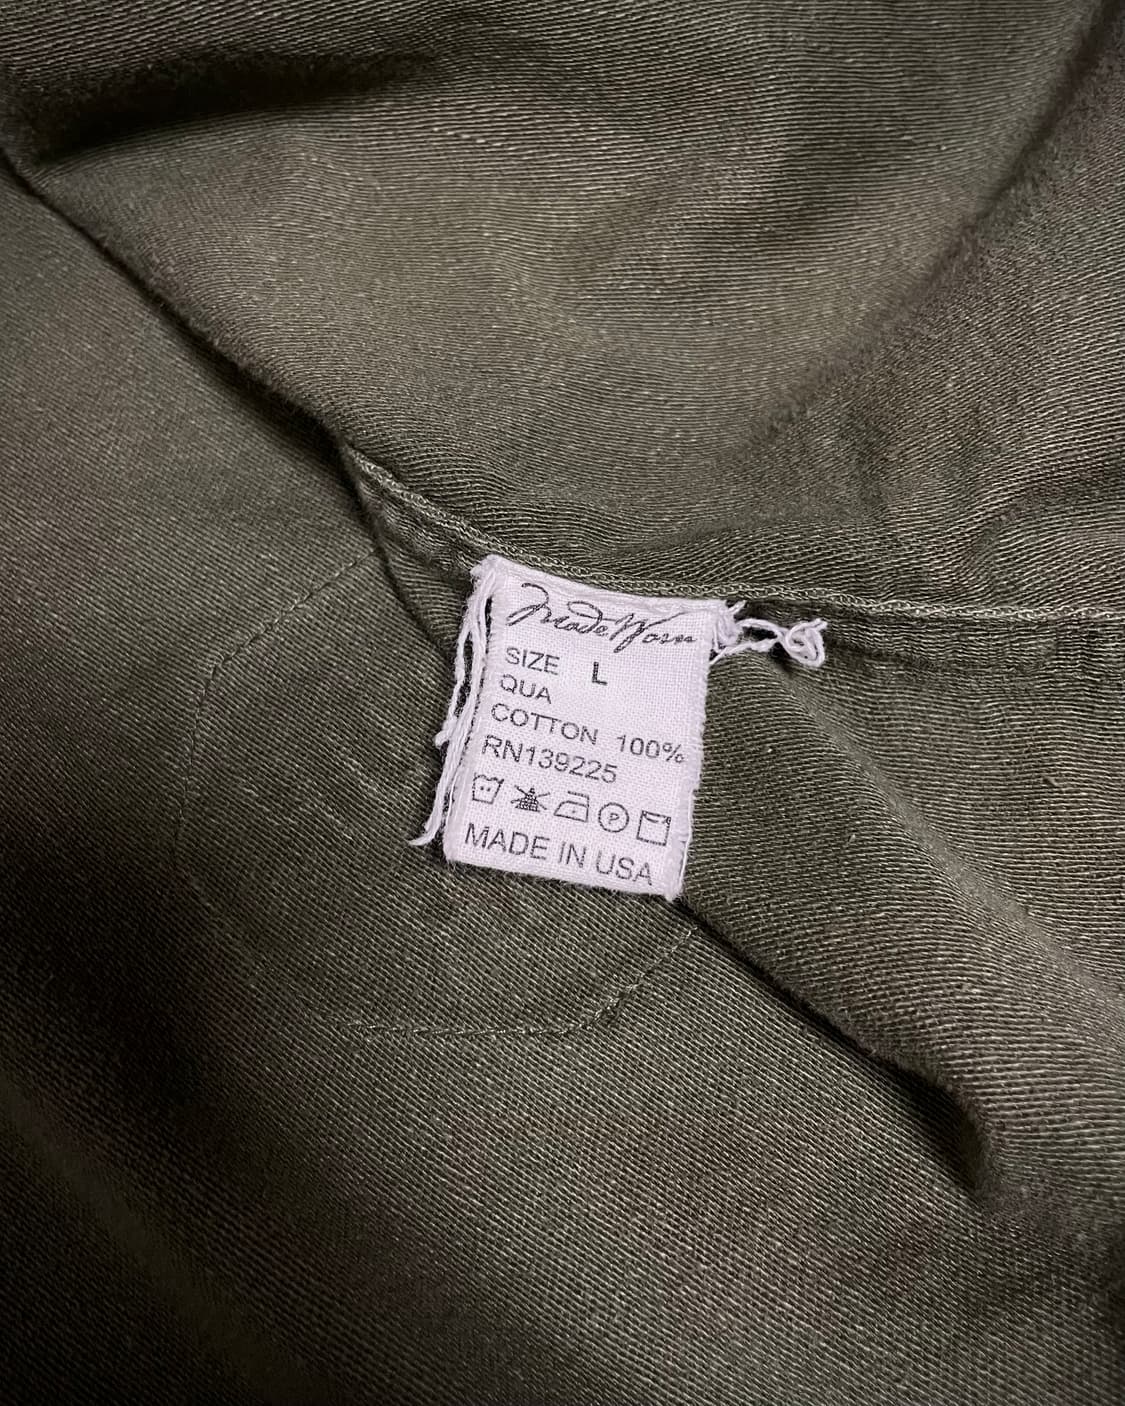 MadeWorn
SIZE L
QUA
COTTON 100%
RN139225
P
MADE IN USA